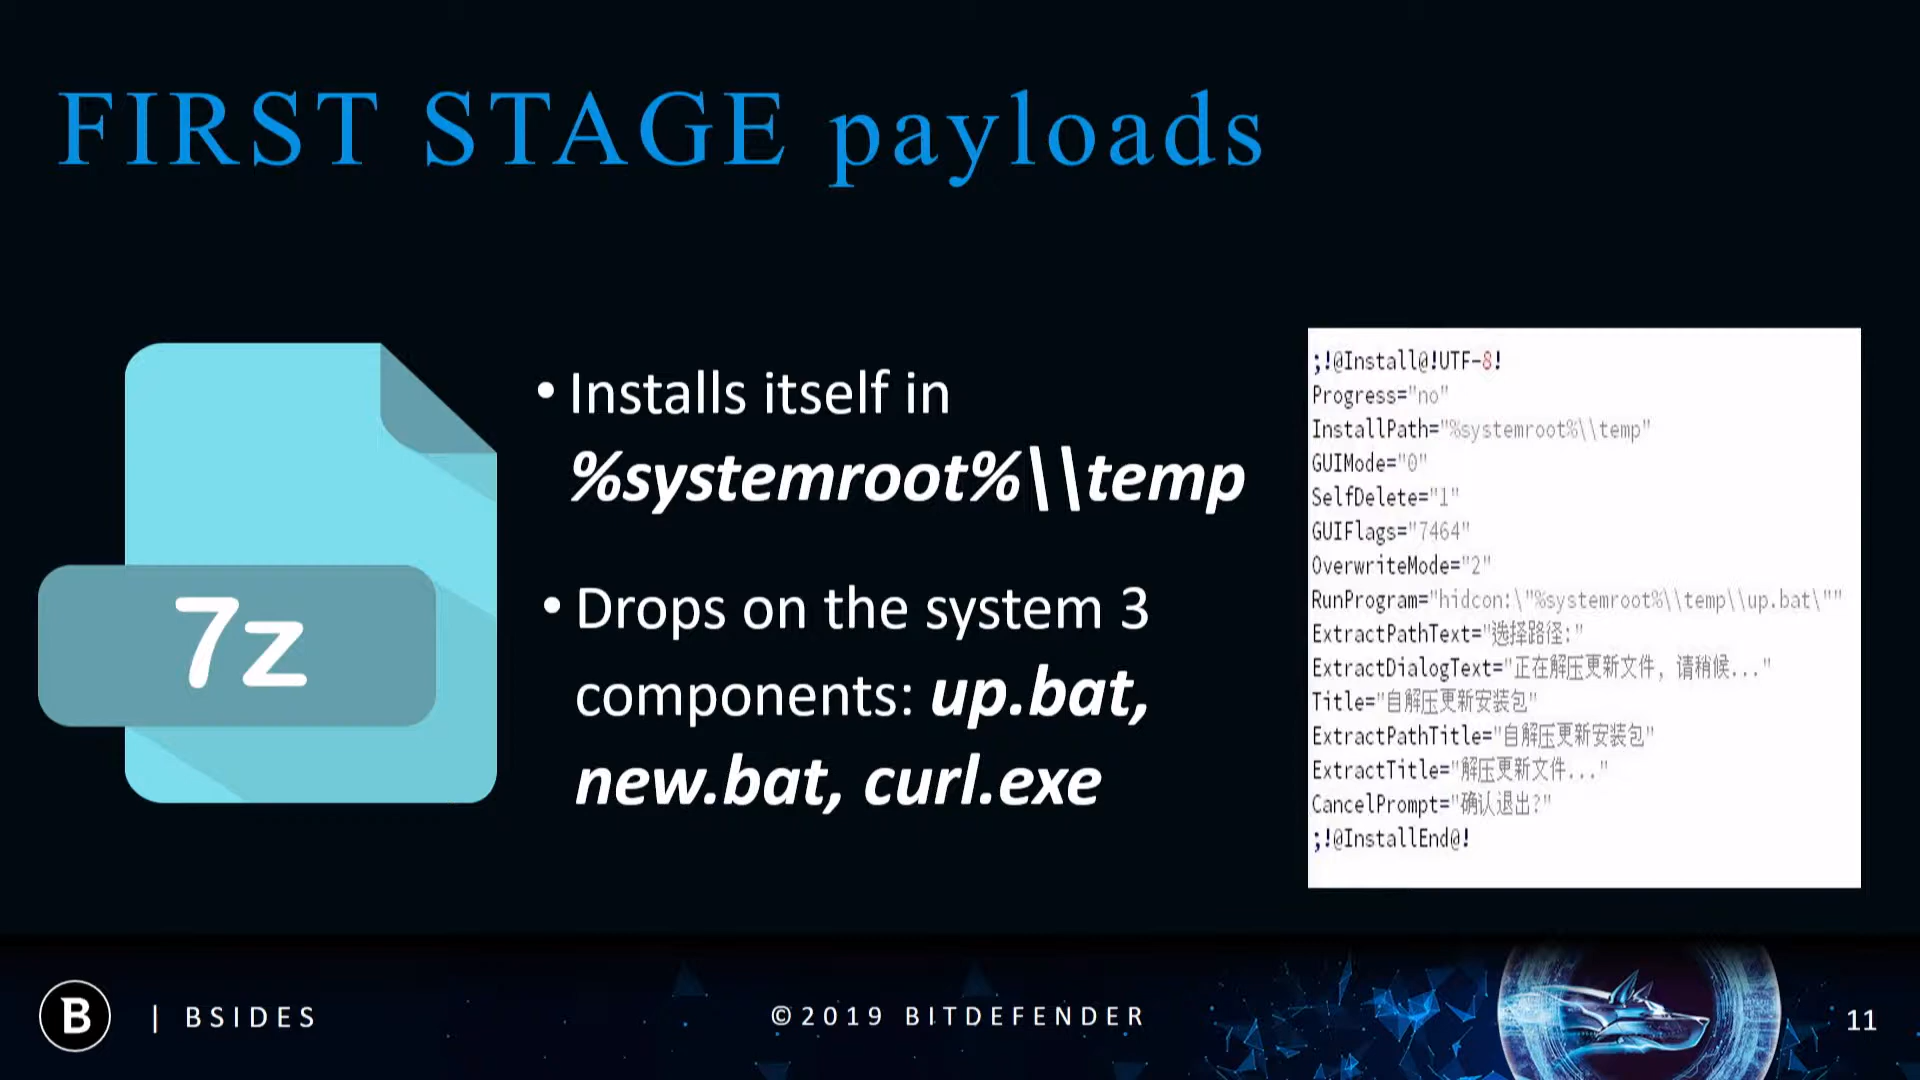 FIRST STAGE payloads
7z
• Installs itself in
%systemroot%\\temp
• Drops on the system 3
components: up.bat,
new.bat, curl.exe
;!@Install@!UTF-8!
Progress="no"
InstallPath="%systemroot%\\temp"
GUIMode="0"
SelfDelete="1"
GUIFlags="7464"
OverwriteMode="2"
RunProgram="hidcon:\"%systemroot%\\temp\\up.bat\""
ExtractPathText="选择路径:"
ExtractDialogText="正在解压更新文件, 请稍候..."
Title="自解压更新安装包"
ExtractPathTitle="自解压更新安装包"
ExtractTitle="解压更新文件..."
CancelPrompt="确认退出?"
;!@InstallEnd@!
B | BSIDES
©2019 BITDEFENDER
11